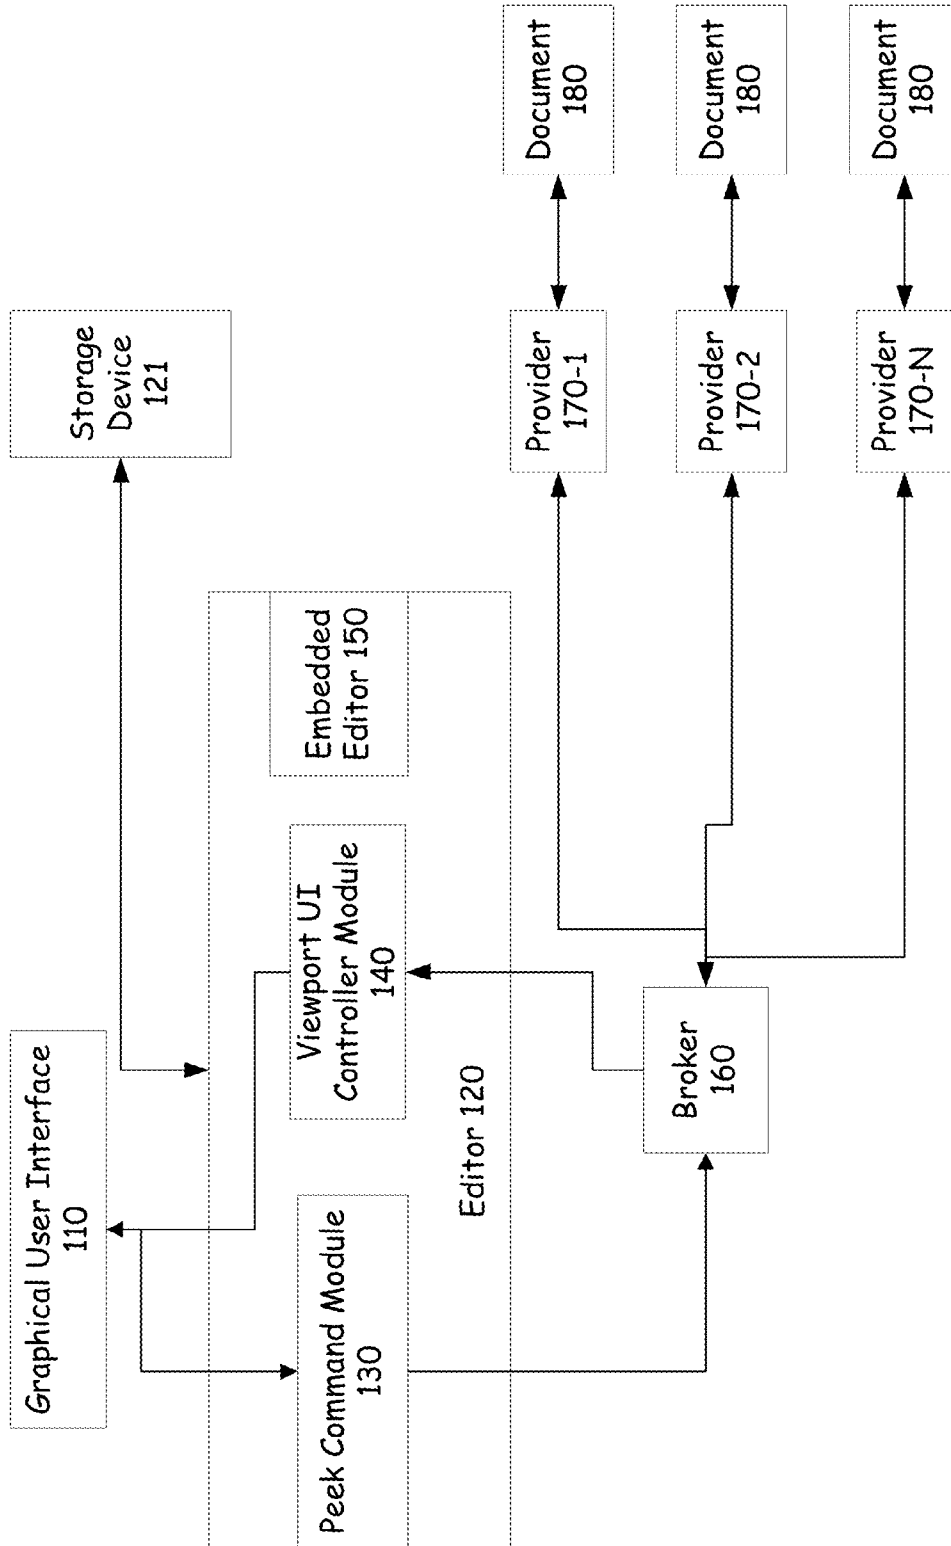 Graphical User Interface
110
Storage
Device
121
Peek Command Module
130
Viewport UI
Controller Module
140
Embedded
Editor 150
Editor 120
Broker
160
Provider
170-1
Document
180
Provider
170-2
Document
180
Provider
170-N
Document
180